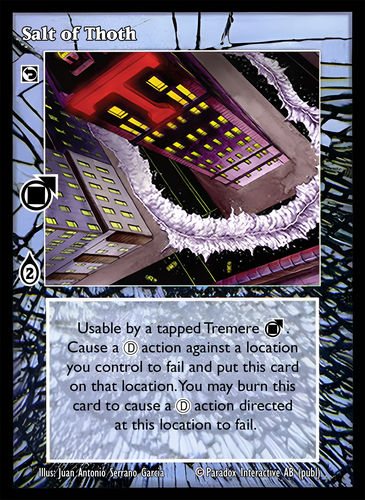 Salt of Thoth
2
Usable by a tapped Tremere .
Cause a Ⓓ action against a location
you control to fail and put this card
on that location. You may burn this
card to cause a Ⓓ action directed
at this location to fail.
Illus: Juan Antonio Serrano García © Paradox Interactive AB (publ)